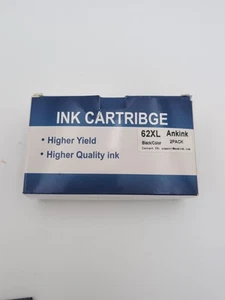 INK CARTRIBGE
• Higher Yield
• Higher Quality ink
62XL Ankink
Black/Color 2PACK